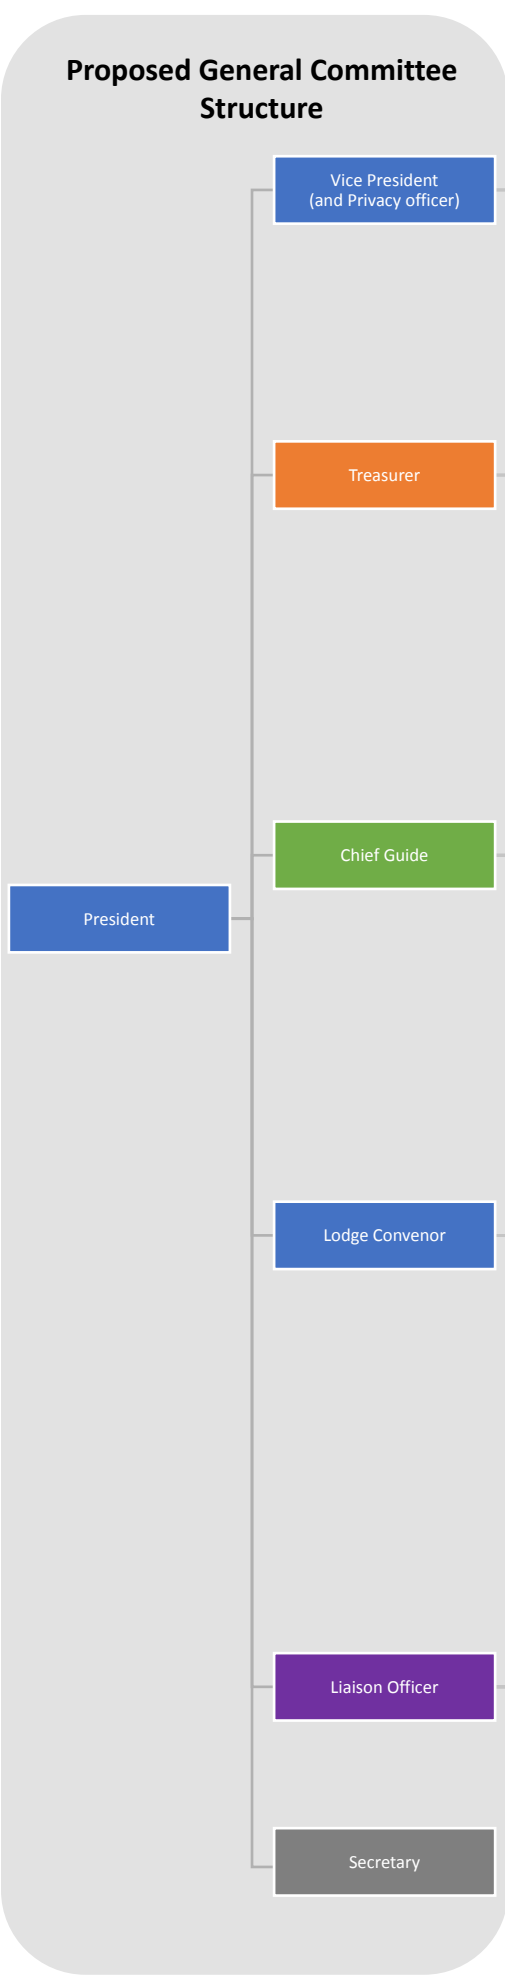 Proposed General Committee
Structure
Vice President
(and Privacy officer)
Treasurer
Chief Guide
President
Lodge Convenor
Liaison Officer
Secretary